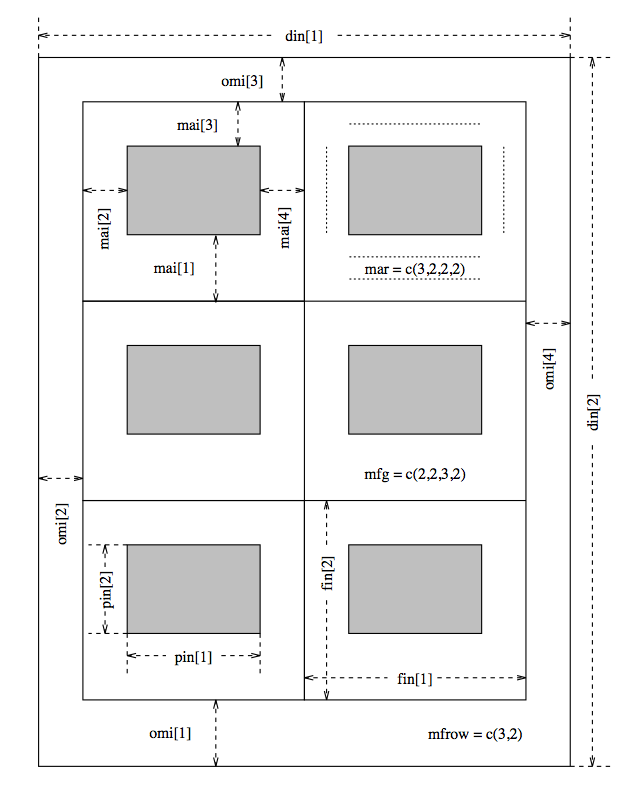 din[1]
omi[3]
mai[3]
mai[2]
mai[4]
mai[1]
mar = c(3,2,2,2)
omi[4]
din[2]
mfg = c(2,2,3,2)
omi[2]
pin[2]
fin[2]
pin[1]
fin[1]
omi[1]
mfrow = c(3,2)